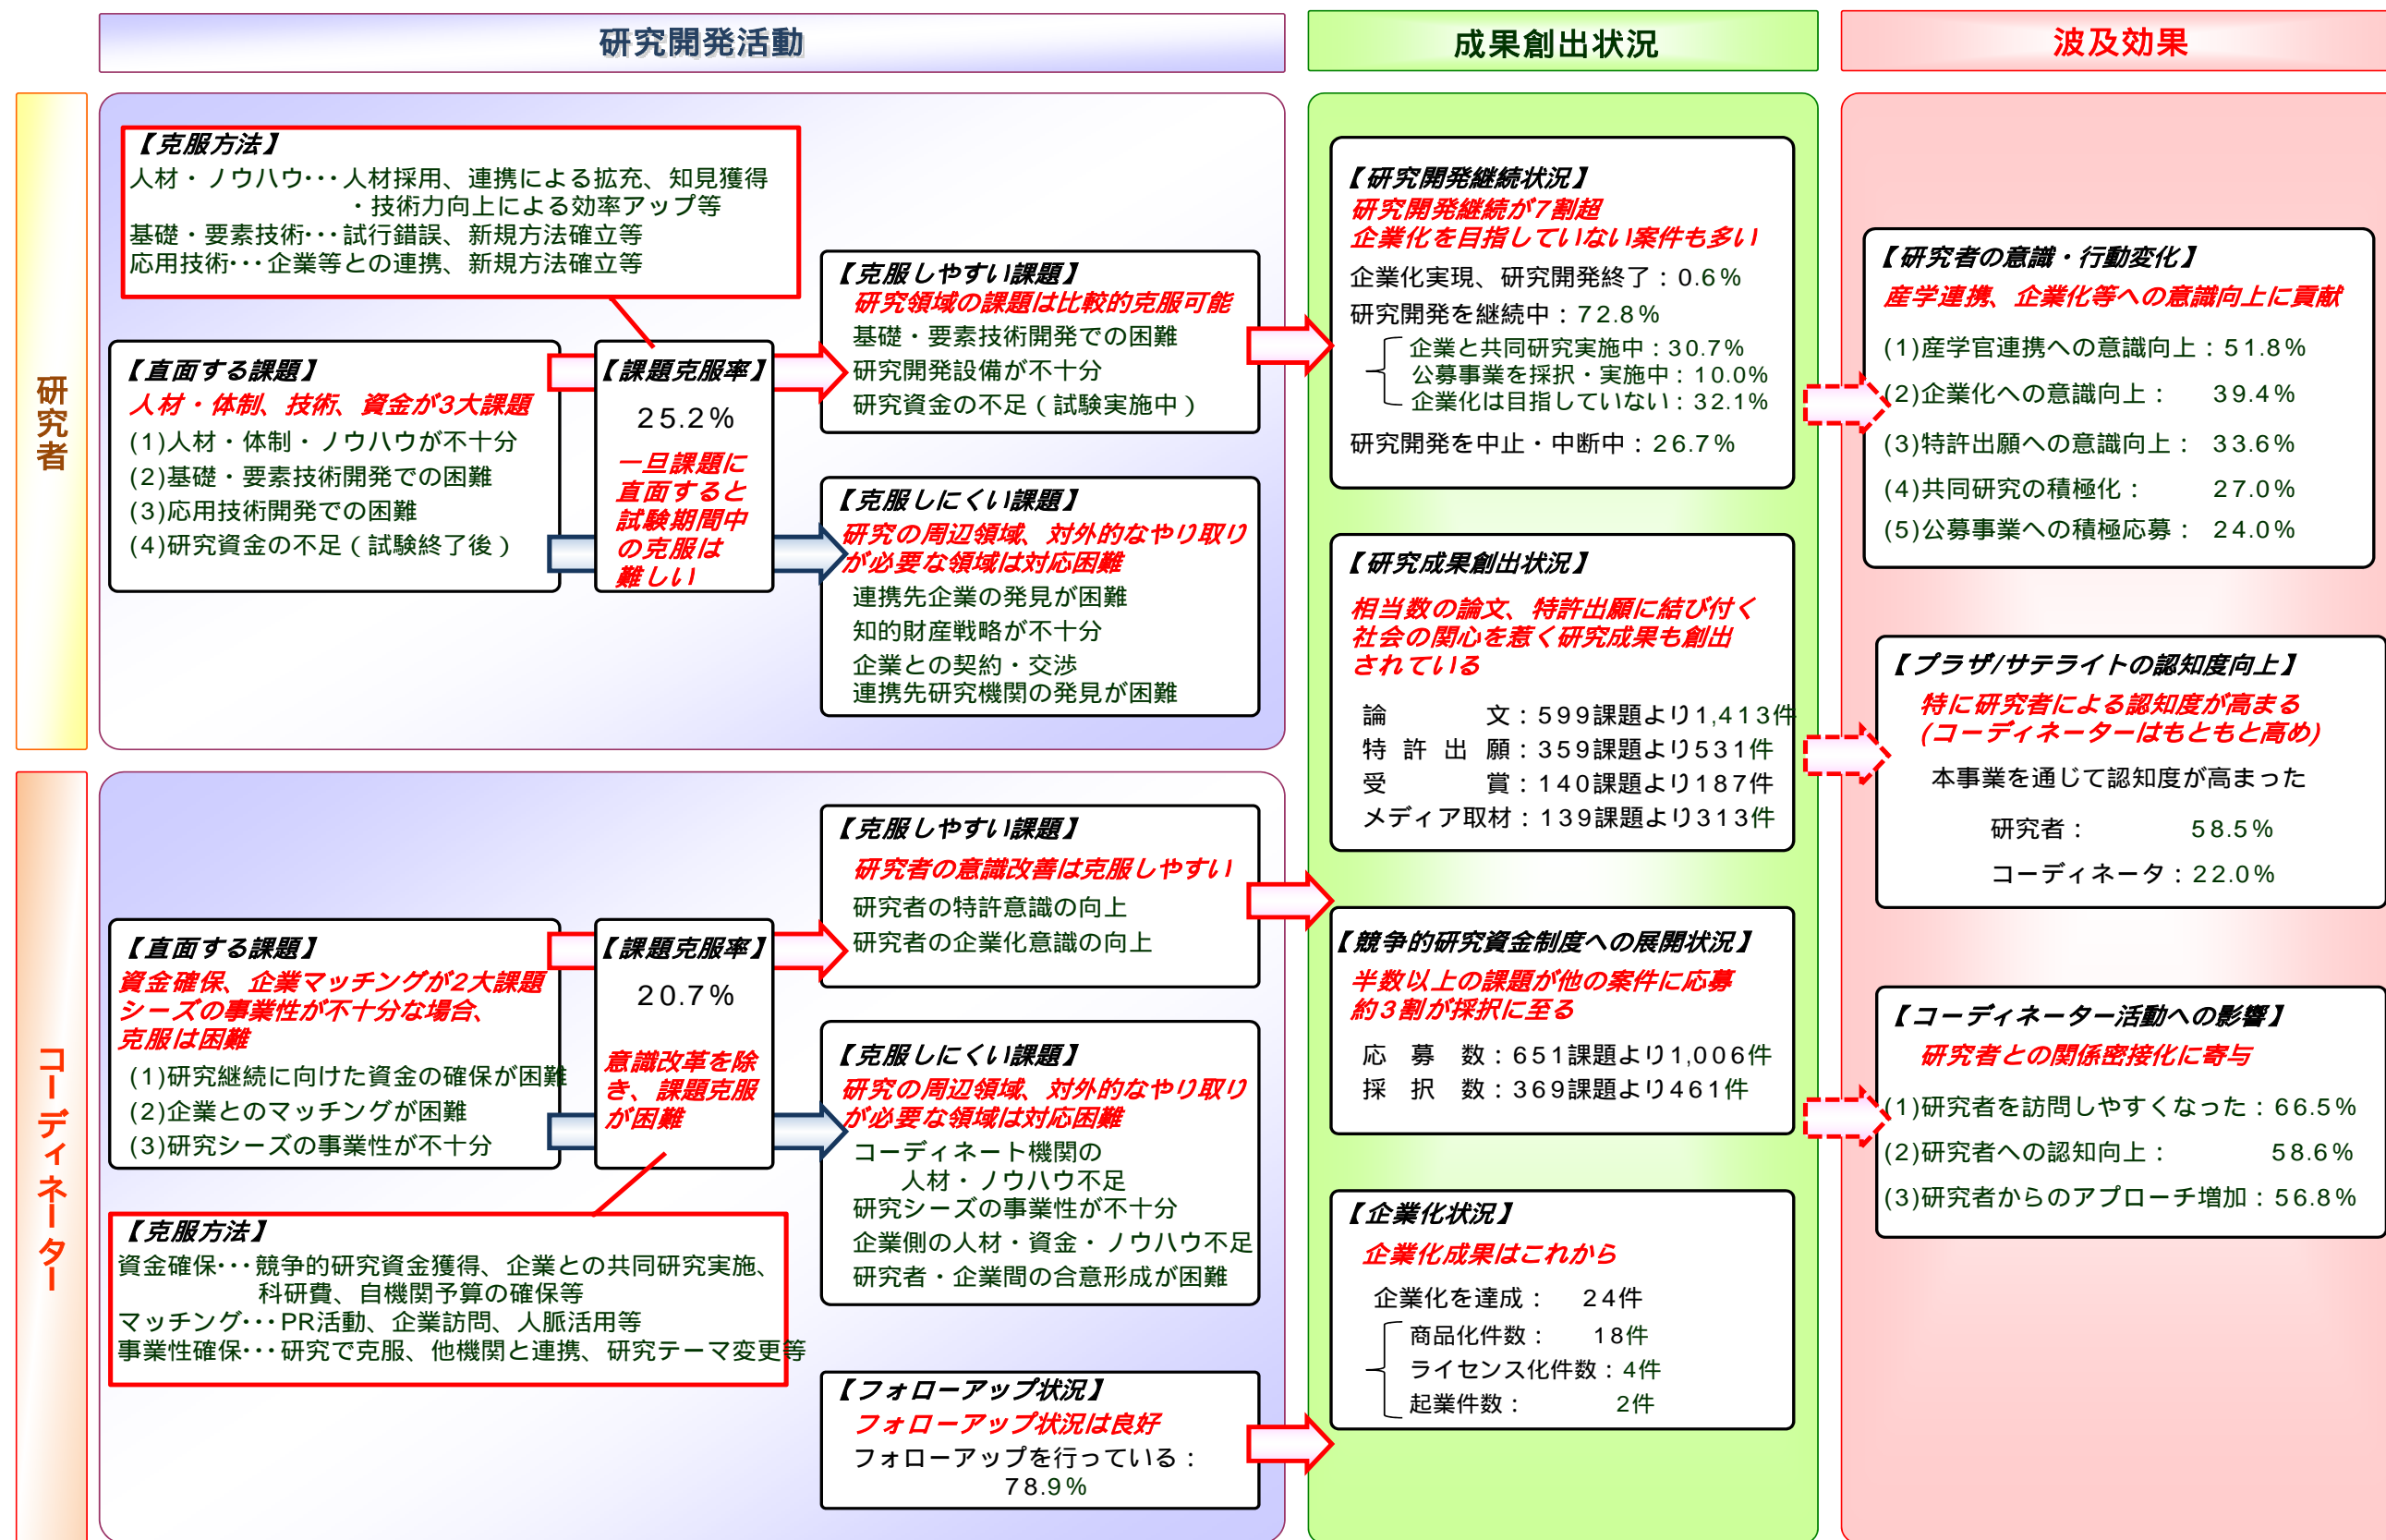 研究開発活動
成果創出状況
波及効果
研究者
【克服方法】
人材・ノウハウ･･･人材採用、連携による拡充、知見獲得
・技術力向上による効率アップ等
基礎・要素技術･･･試行錯誤、新規方法確立等
応用技術･･･企業等との連携、新規方法確立等
【直面する課題】
人材・体制、技術、資金が3大課題
(1)人材・体制・ノウハウが不十分
(2)基礎・要素技術開発での困難
(3)応用技術開発での困難
(4)研究資金の不足(試験終了後)
【課題克服率】
25.2%
一旦課題に
直面すると
試験期間中
の克服は
難しい
【克服しやすい課題】
研究領域の課題は比較的克服可能
基礎・要素技術開発での困難
研究開発設備が不十分
研究資金の不足(試験実施中)
【克服しにくい課題】
研究の周辺領域、対外的なやり取り
が必要な領域は対応困難
連携先企業の発見が困難
知的財産戦略が不十分
企業との契約・交渉
連携先研究機関の発見が困難
コーディネーター
【直面する課題】
資金確保、企業マッチングが2大課題
シーズの事業性が不十分な場合、
克服は困難
(1)研究継続に向けた資金の確保が困難
(2)企業とのマッチングが困難
(3)研究シーズの事業性が不十分
【課題克服率】
20.7%
意識改革を除
き、課題克服
が困難
【克服方法】
資金確保･･･競争的研究資金獲得、企業との共同研究実施、
科研費、自機関予算の確保等
マッチング･･･PR活動、企業訪問、人脈活用等
事業性確保･･･研究で克服、他機関と連携、研究テーマ変更等
【克服しやすい課題】
研究者の意識改善は克服しやすい
研究者の特許意識の向上
研究者の企業化意識の向上
【克服しにくい課題】
研究の周辺領域、対外的なやり取り
が必要な領域は対応困難
コーディネート機関の
人材・ノウハウ不足
研究シーズの事業性が不十分
企業側の人材・資金・ノウハウ不足
研究者・企業間の合意形成が困難
【フォローアップ状況】
フォローアップ状況は良好
フォローアップを行っている:
78.9%
【研究開発継続状況】
研究開発継続が7割超
企業化を目指していない案件も多い
企業化実現、研究開発終了:0.6%
研究開発を継続中:72.8%
企業と共同研究実施中:30.7%
公募事業を採択・実施中:10.0%
企業化は目指していない:32.1%
研究開発を中止・中断中:26.7%
【研究成果創出状況】
相当数の論文、特許出願に結び付く
社会の関心を惹く研究成果も創出
されている
論　　　　文:599課題より1,413件
特 許 出 願:359課題より531件
受　　　　賞:140課題より187件
メディア取材:139課題より313件
【競争的研究資金制度への展開状況】
半数以上の課題が他の案件に応募
約3割が採択に至る
応 募 数:651課題より1,006件
採 択 数:369課題より461件
【企業化状況】
企業化成果はこれから
企業化を達成: 24件
商品化件数: 18件
ライセンス化件数:4件
起業件数: 2件
【研究者の意識・行動変化】
産学連携、企業化等への意識向上に貢献
(1)産学官連携への意識向上:51.8%
(2)企業化への意識向上: 39.4%
(3)特許出願への意識向上: 33.6%
(4)共同研究の積極化: 27.0%
(5)公募事業への積極応募: 24.0%
【プラザ/サテライトの認知度向上】
特に研究者による認知度が高まる
(コーディネーターはもともと高め)
本事業を通じて認知度が高まった
研究者: 58.5%
コーディネータ:22.0%
【コーディネーター活動への影響】
研究者との関係密接化に寄与
(1)研究者を訪問しやすくなった:66.5%
(2)研究者への認知向上: 58.6%
(3)研究者からのアプローチ増加:56.8%